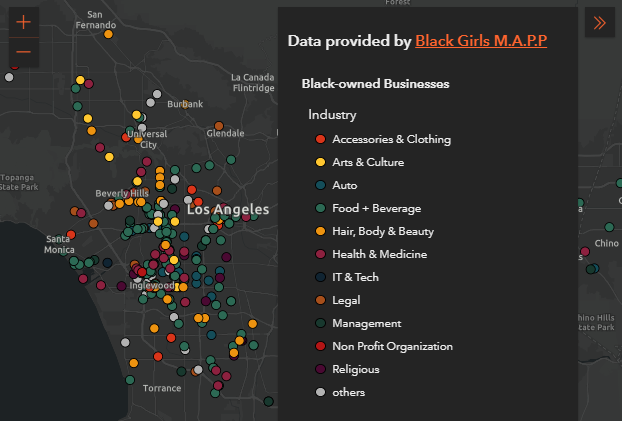 Forest
San
Fernando
+
−
La Canada
Flintridge
Burbank
Universal
City
Glendale
Topanga
State Park
Beverly Hills
Los Angeles
Santa
Monica
Inglewood
Torrance
Chino
Chino Hills
State Park
Data provided by Black Girls M.A.P.P
Black-owned Businesses
Industry
Accessories & Clothing
Arts & Culture
Auto
Food + Beverage
Hair, Body & Beauty
Health & Medicine
IT & Tech
Legal
Management
Non Profit Organization
Religious
others